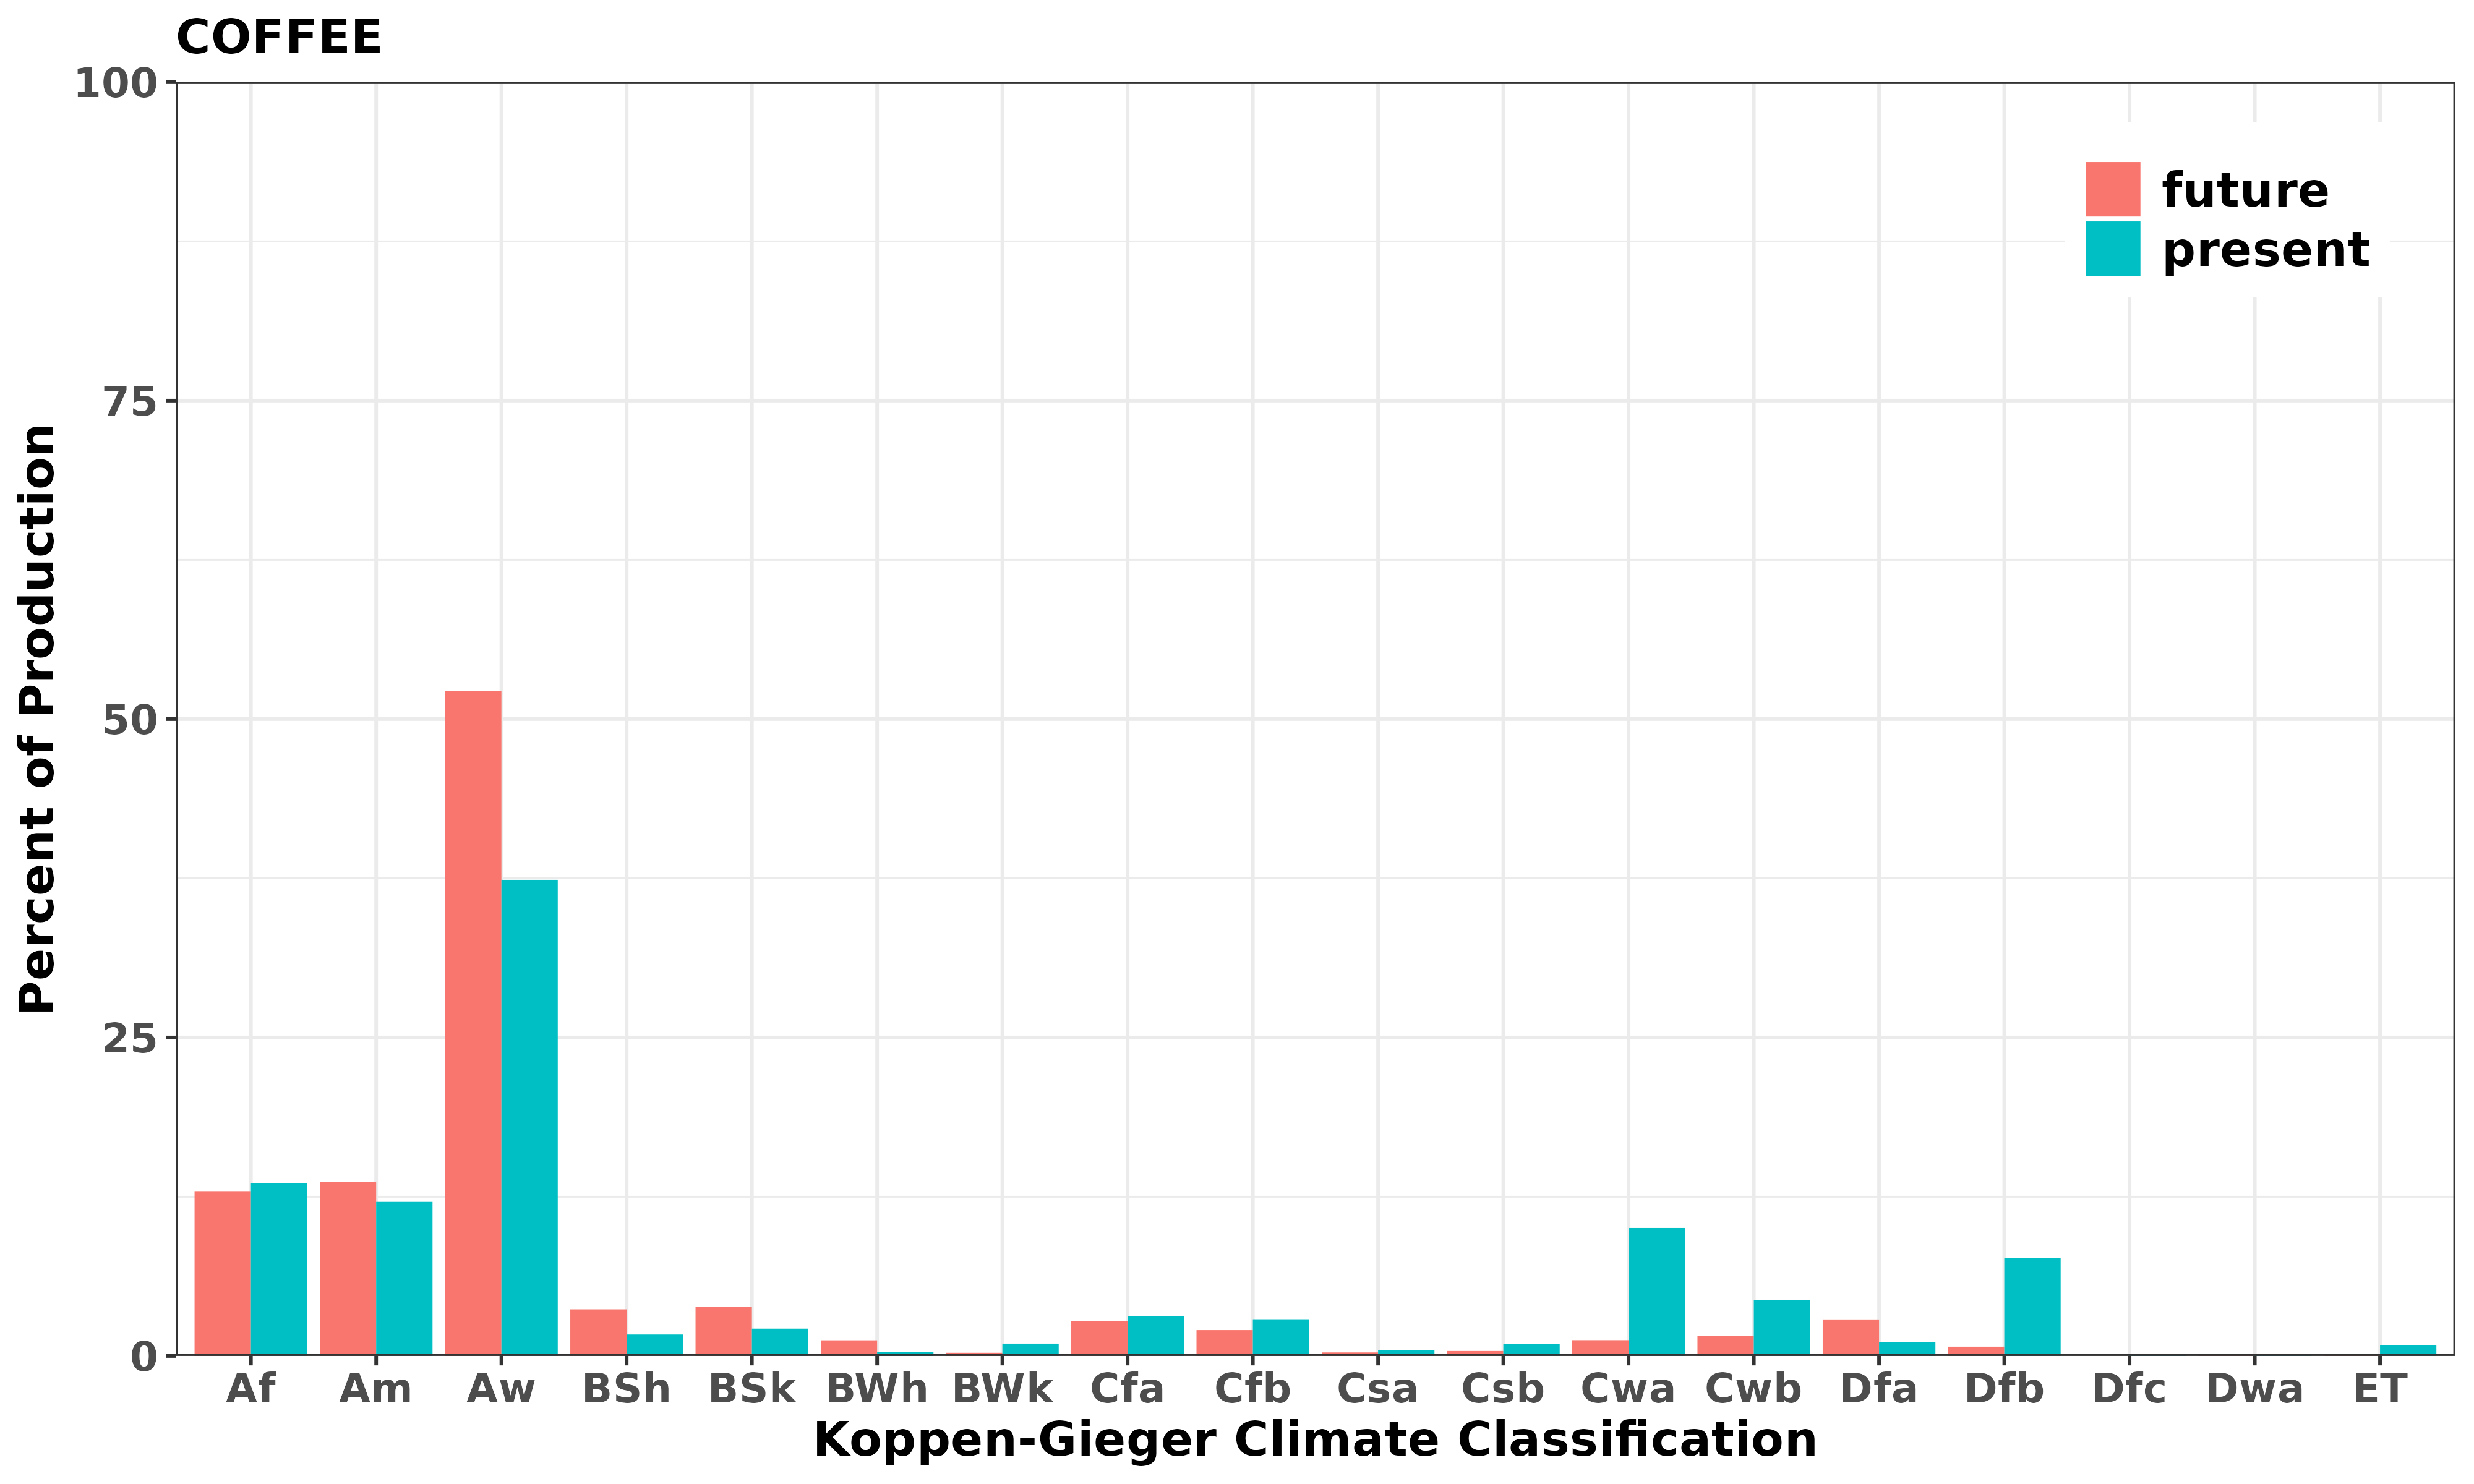 COFFEE
100
75
50
25
0
Percent of Production
future
present
Af Am Aw BSh BSk BWh BWk Cfa Cfb Csa Csb Cwa Cwb Dfa Dfb Dfc Dwa ET
Koppen-Gieger Climate Classification